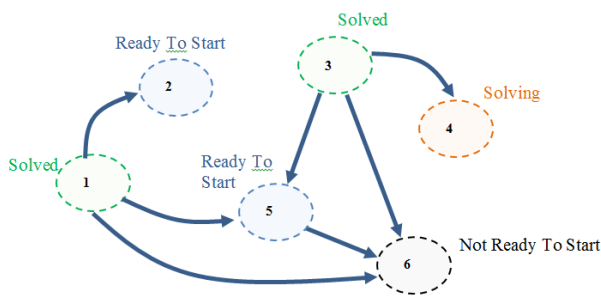 Solved
Ready To Start
3
2
Solving
4
Solved
Ready To
Start
1
5
Not Ready To Start
6